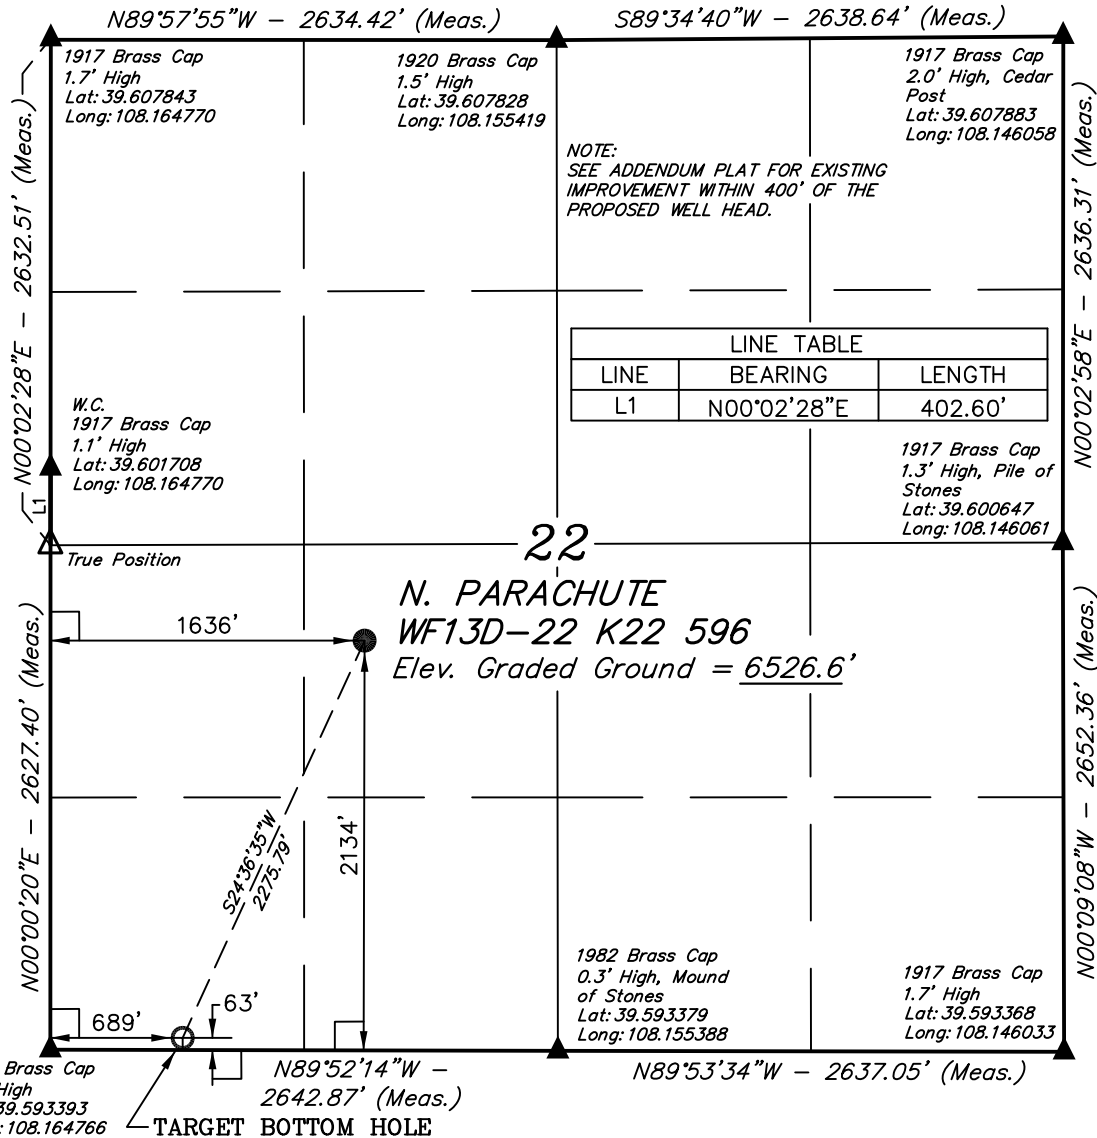 N89°57'55"W - 2634.42' (Meas.)
S89°34'40"W - 2638.64' (Meas.)
1917 Brass Cap
1.7' High
Lat: 39.607843
Long: 108.164770
1920 Brass Cap
1.5' High
Lat: 39.607828
Long: 108.155419
1917 Brass Cap
2.0' High, Cedar
Post
Lat: 39.607883
Long: 108.146058
NOTE:
SEE ADDENDUM PLAT FOR EXISTING
IMPROVEMENT WITHIN 400' OF THE
PROPOSED WELL HEAD.
N00°02'28"E - 2632.51' (Meas.)
N00°02'58"E - 2636.31' (Meas.)
LINE TABLE
LINE BEARING LENGTH
L1 N00°02'28"E 402.60'
W.C.
1917 Brass Cap
1.1' High
Lat: 39.601708
Long: 108.164770
1917 Brass Cap
1.3' High, Pile of
Stones
Lat: 39.600647
Long: 108.146061
L1
True Position
22
N. PARACHUTE
WF13D-22 K22 596
Elev. Graded Ground = 6526.6'
1636'
N00°00'20"E - 2627.40' (Meas.)
N00°09'08"W - 2652.36' (Meas.)
2134'
S24°36'35"W
2275.79'
1982 Brass Cap
0.3' High, Mound
of Stones
Lat: 39.593379
Long: 108.155388
1917 Brass Cap
1.7' High
Lat: 39.593368
Long: 108.146033
63'
689'
Brass Cap
High
39.593393
: 108.164766
N89°52'14"W -
2642.87' (Meas.)
N89°53'34"W - 2637.05' (Meas.)
TARGET BOTTOM HOLE